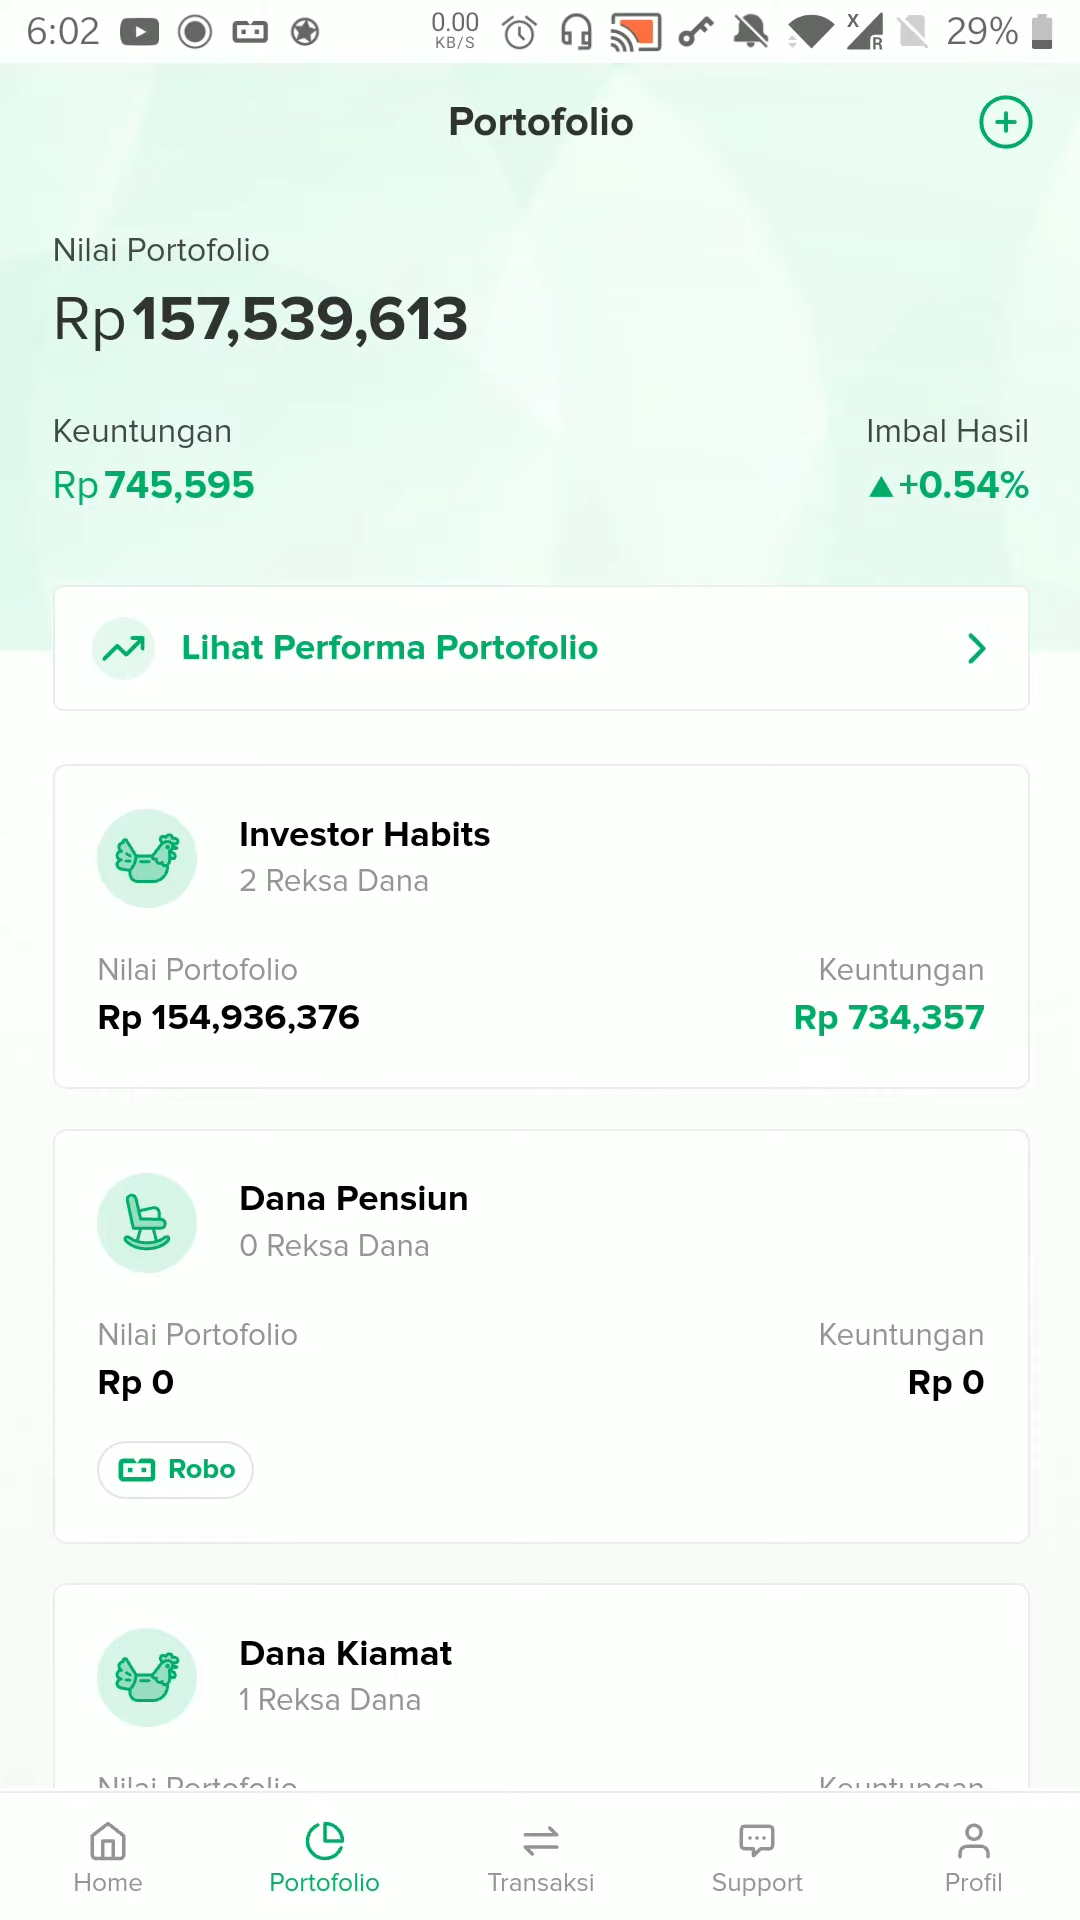 6:02
0.00
KB/S
X
R
29%
Portofolio
Nilai Portofolio
Rp157,539,613
Keuntungan
Imbal Hasil
Rp745,595
▲+0.54%
Lihat Performa Portofolio
Investor Habits
2 Reksa Dana
Nilai Portofolio
Keuntungan
Rp 154,936,376
Rp 734,357
Dana Pensiun
0 Reksa Dana
Nilai Portofolio
Keuntungan
Rp 0
Rp 0
Robo
Dana Kiamat
1 Reksa Dana
Nilai Portofolio
Keuntungan
Home
Portofolio
Transaksi
Support
Profil